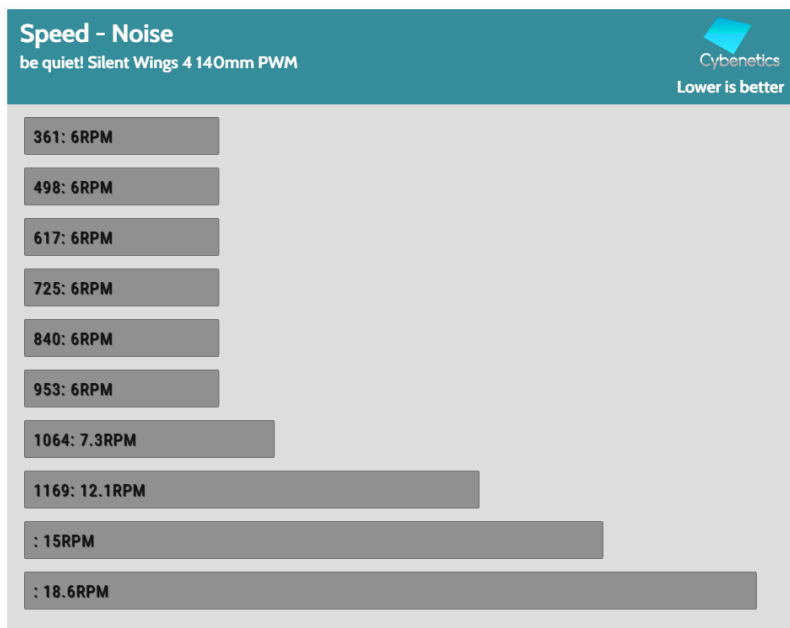 Speed - Noise
be quiet! Silent Wings 4 140mm PWM
Cybenetics
Lower is better
361: 6RPM
498: 6RPM
617: 6RPM
725: 6RPM
840: 6RPM
953: 6RPM
1064: 7.3RPM
1169: 12.1RPM
: 15RPM
: 18.6RPM